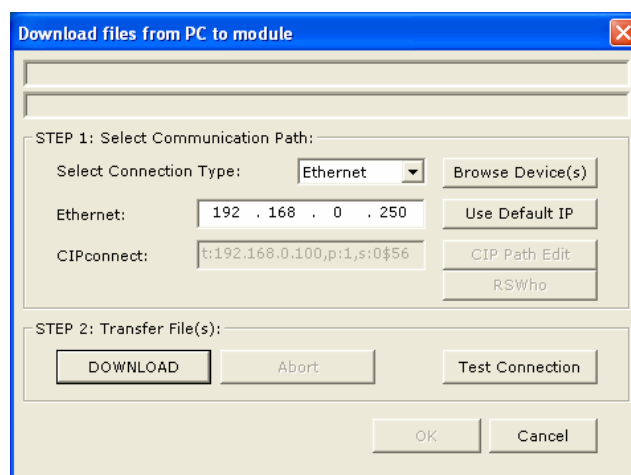 Download files from PC to module
STEP 1: Select Communication Path:
Select Connection Type: Ethernet Browse Device(s)
Ethernet: 192 . 168 . 0 . 250 Use Default IP
CIPconnect: t:192.168.0.100,p:1,s:0$56 CIP Path Edit
RSWho
STEP 2: Transfer File(s):
DOWNLOAD Abort Test Connection
OK Cancel